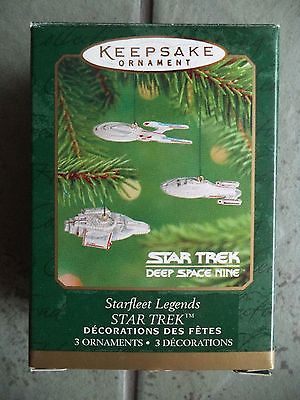 KEEPSAKE
ORNAMENT
STAR TREK
DEEP SPACE NINE
Starfleet Legends
STAR TREK™
DÉCORATIONS DES FÊTES
3 ORNAMENTS • 3 DÉCORATIONS